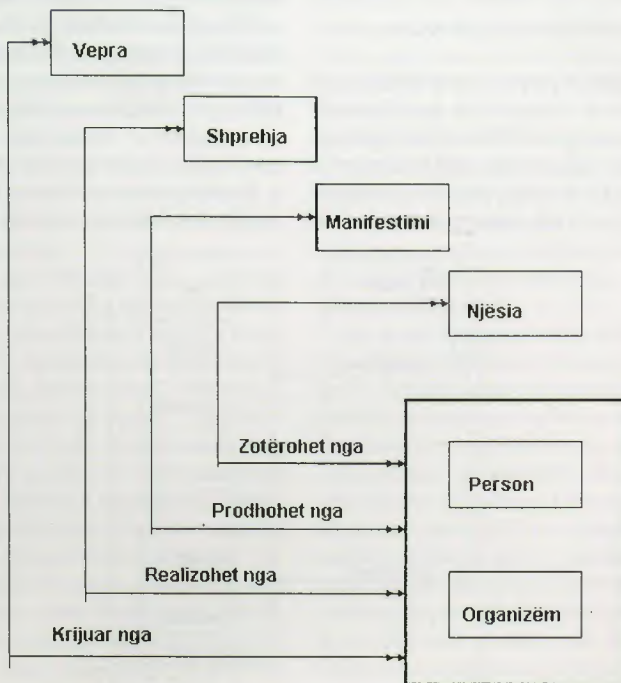 Vepra
Shprehja
Manifestimi
Njësia
Zotërohet nga
Person
Prodhohet nga
Realizohet nga
Organizëm
Krijuar nga